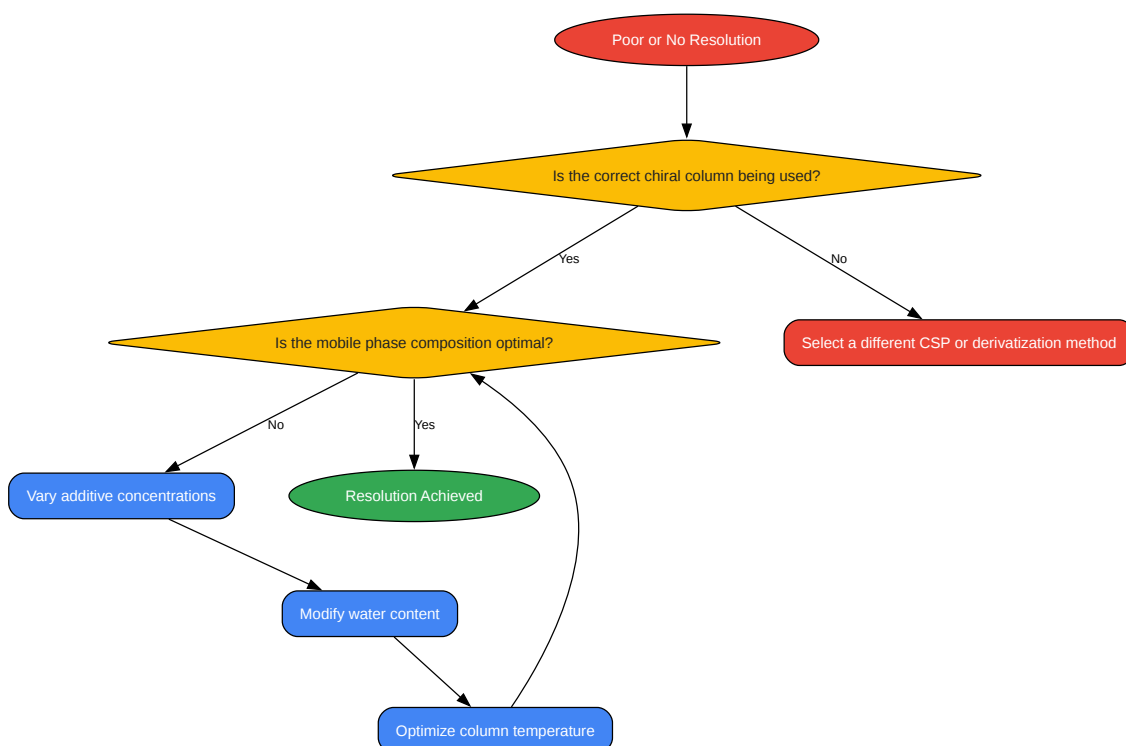 Poor or No Resolution
Is the correct chiral column being used?
Yes
No
Is the mobile phase composition optimal?
Select a different CSP or derivatization method
No
Yes
Vary additive concentrations
Resolution Achieved
Modify water content
Optimize column temperature